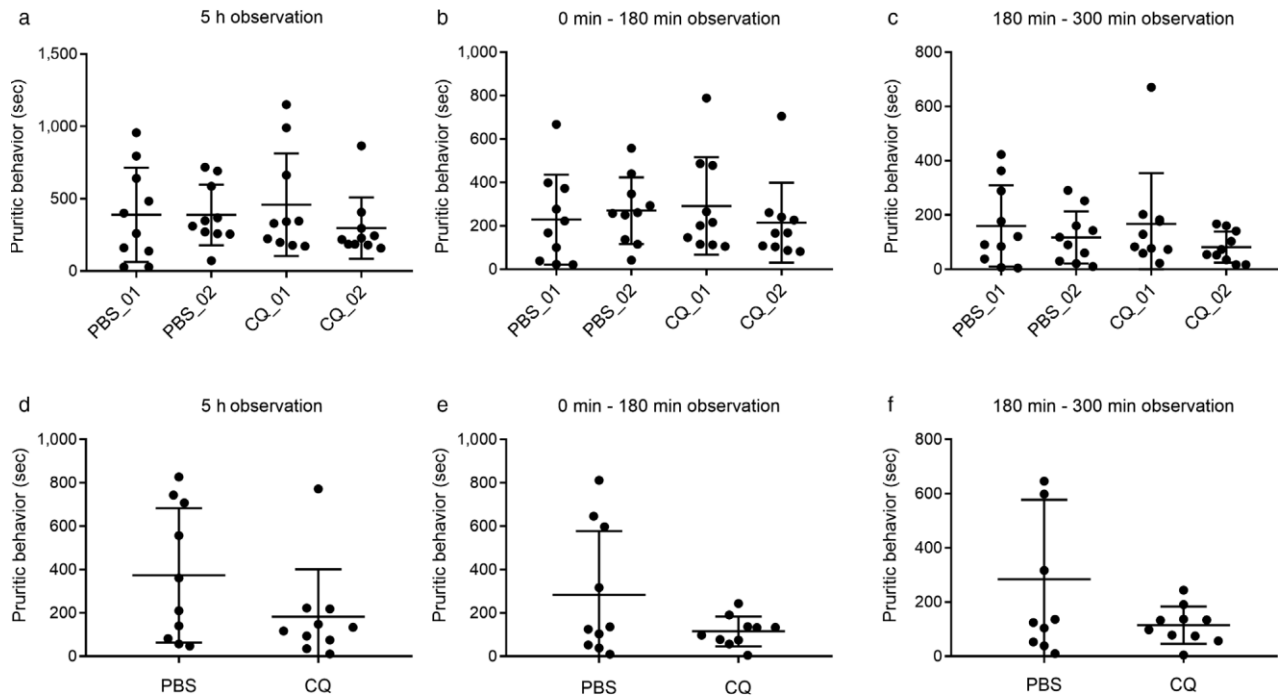 a
5 h observation
Pruritic behavior (sec)
1,500
1,000
500
0
PBS_01
PBS_02
CQ_01
CQ_02
b
0 min - 180 min observation
Pruritic behavior (sec)
1,000
800
600
400
200
0
PBS_01
PBS_02
CQ_01
CQ_02
c
180 min - 300 min observation
Pruritic behavior (sec)
800
600
400
200
0
PBS_01
PBS_02
CQ_01
CQ_02
d
5 h observation
Pruritic behavior (sec)
1,000
800
600
400
200
0
PBS
CQ
e
0 min - 180 min observation
Pruritic behavior (sec)
1,000
800
600
400
200
0
PBS
CQ
f
180 min - 300 min observation
Pruritic behavior (sec)
800
600
400
200
0
PBS
CQ